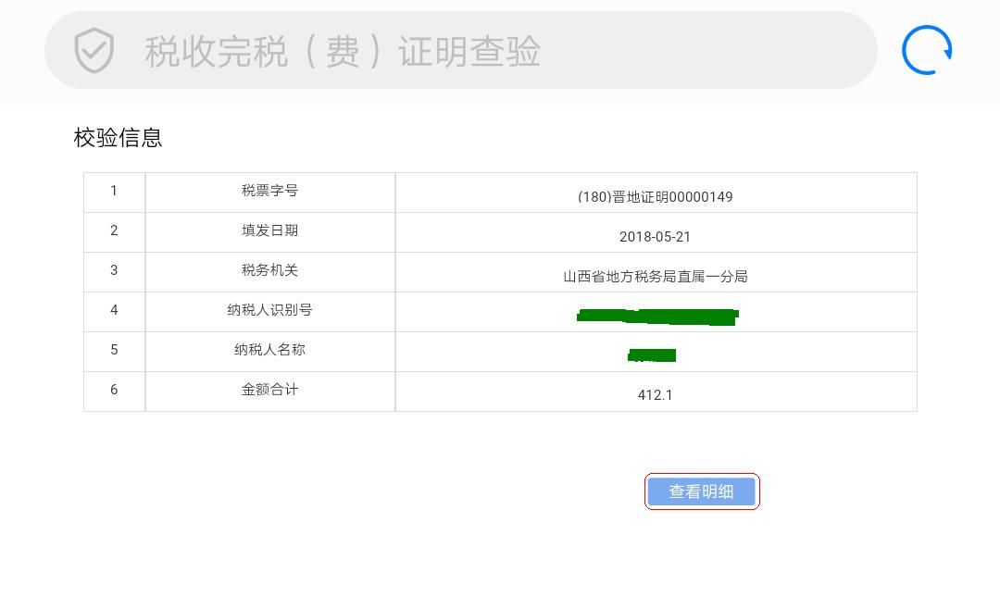 税收完税（费）证明查验
校验信息
1 税票字号 (180)晋地证明00000149
2 填发日期 2018-05-21
3 税务机关 山西省地方税务局直属一分局
4 纳税人识别号
5 纳税人名称
6 金额合计 412.1
查看明细